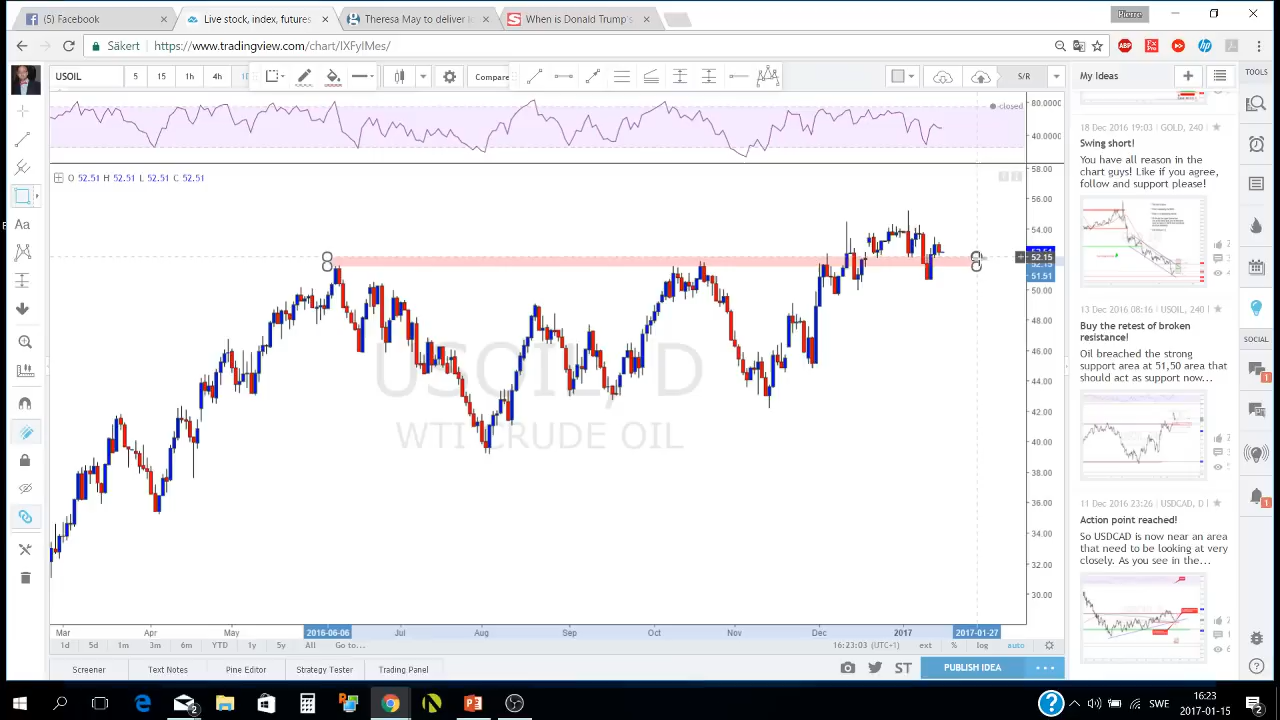 (5) Facebook
Live stock, index, futures
Theresa May to deliver
When is Donald Trump's
Pierre
Säkert
https://www.tradingview.com/chart/IXFyIMes/
ABP
USOIL
5
15
1h
4h
Compare
S/R
My Ideas
TOOLS
closed
80.0000
40.0000
O 52.51 H 52.51 L 52.51 C 52.51
58.00
56.00
54.00
52.15
51.51
50.00
48.00
46.00
44.00
42.00
40.00
38.00
36.00
34.00
32.00
30.00
USOIL, D
WTI CRUDE OIL
18 Dec 2016 19:03 | GOLD, 240
Swing short!
You have all reason in the
chart guys! Like if you agree,
follow and support please!
13 Dec 2016 08:16 | USOIL, 240
Buy the retest of broken
resistance!
Oil breached the strong
support area at 51,50 area that
should act as support now...
SOCIAL
1
11 Dec 2016 23:26 | USDCAD, D
Action point reached!
So USDCAD is now near an area
that need to be looking at very
closely. As you see in the...
1
Aa
Mar
Apr
May
2016-06-06
Jul
Aug
Sep
Oct
Nov
Dec
2017
2017-01-27
1d
5d
1m
3m
6m
YTD
1y
5y
All
Go to...
16:23:03 (UTC+1)
ext
%
log
auto
Screener
Text Notes
Pine Editor
Strategy Tester
Trading Panel
ST
PUBLISH IDEA
SWE
16:23
2017-01-15
2
2